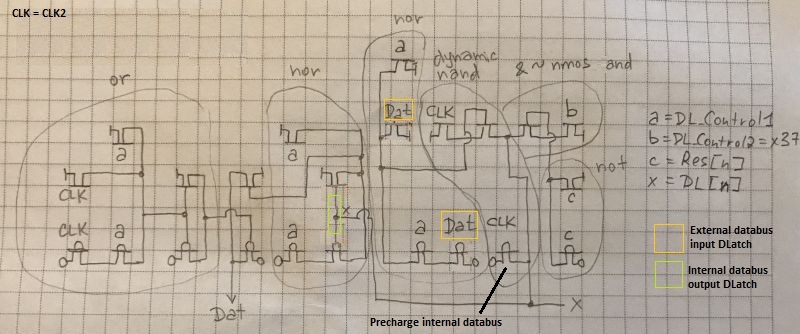 CLK = CLK2
nor
a
dynamic
nand
& ~ nmos and
or
nor
Dat
CLK
b
a = DL_Control1
b = DL_Control2 = x37
c = Res[n]
x = DL[n]
a
a
not
CLK
c
x
CLK
a
a
a
Dat
CLK
c
External databus
input DLatch
Internal databus
output DLatch
Dat
Precharge internal databus
x